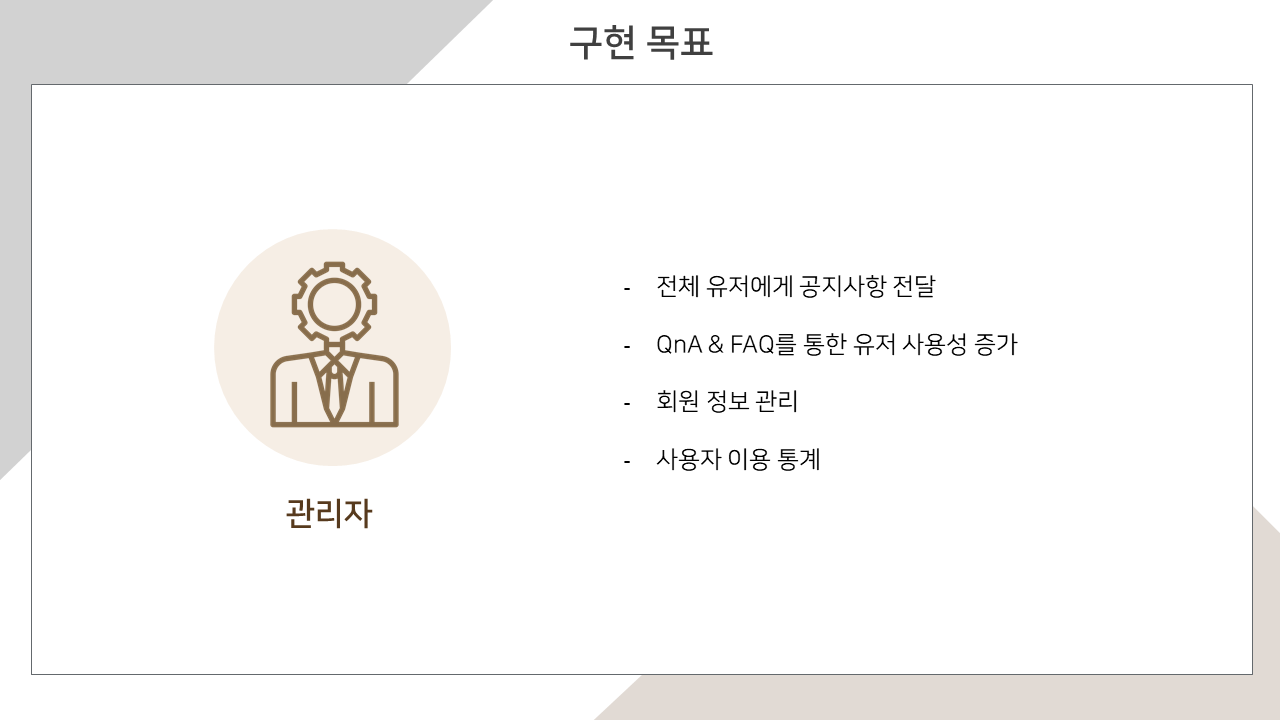 구현 목표
- 전체 유저에게 공지사항 전달
- QnA & FAQ를 통한 유저 사용성 증가
- 회원 정보 관리
- 사용자 이용 통계
관리자